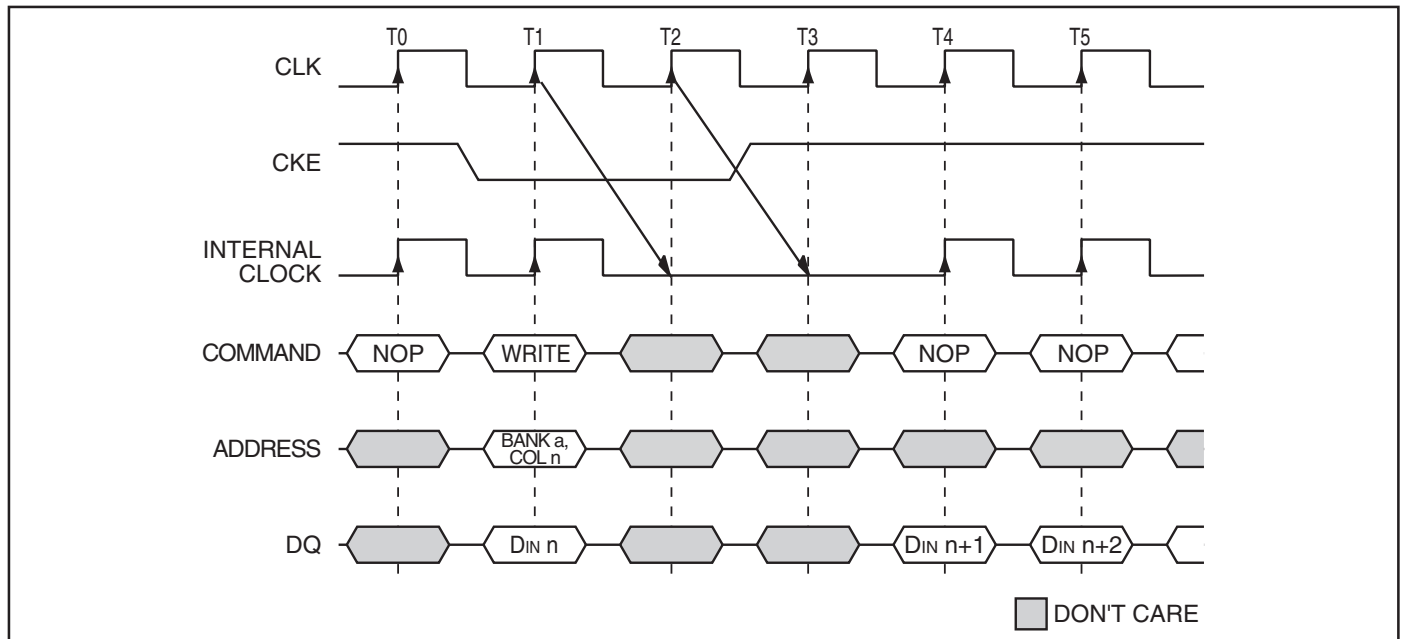 T0 T1 T2 T3 T4 T5
CLK
CKE
INTERNAL
CLOCK
COMMAND NOP WRITE NOP NOP
ADDRESS BANK a,
COL n
DQ DIN n DIN n+1 DIN n+2
DON'T CARE